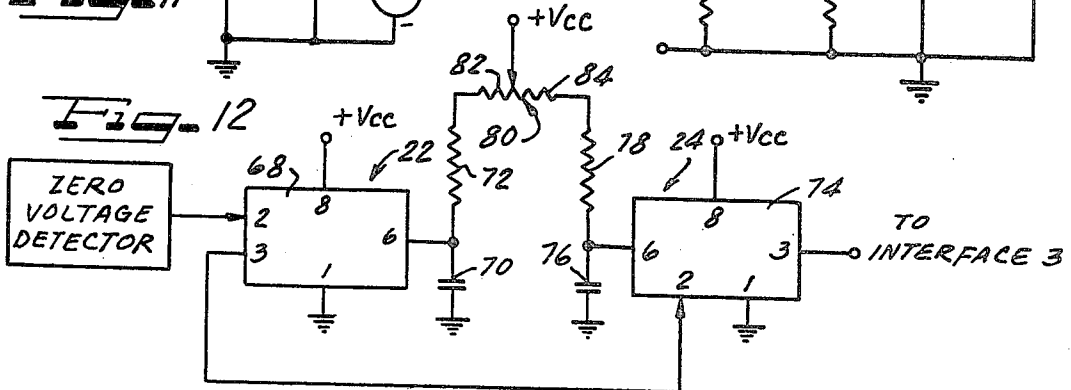 +Vcc
82
84
Fig. 12
+Vcc
80
ZERO
VOLTAGE
DETECTOR
68
22
72
78
24
+Vcc
74
8
2
6
3
1
70
76
8
6
3
2
1
TO
INTERFACE 3